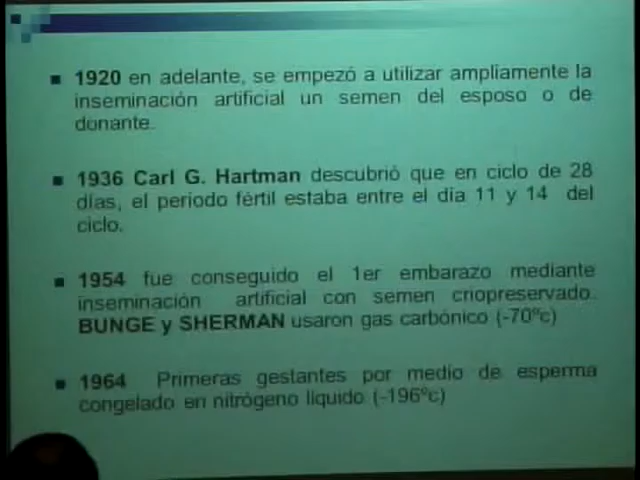 1920 en adelante, se empezó a utilizar ampliamente la
inseminación artificial un semen del esposo o de
donante.
1936 Carl G. Hartman descubrió que en ciclo de 28
días, el periodo fértil estaba entre el día 11 y 14 del
ciclo.
1954 fue conseguido el 1er embarazo mediante
inseminación artificial con semen criopreservado.
BUNGE y SHERMAN usaron gas carbónico (-70ºc)
1964 Primeras gestantes por medio de esperma
congelado en nitrógeno líquido (-196ºc)